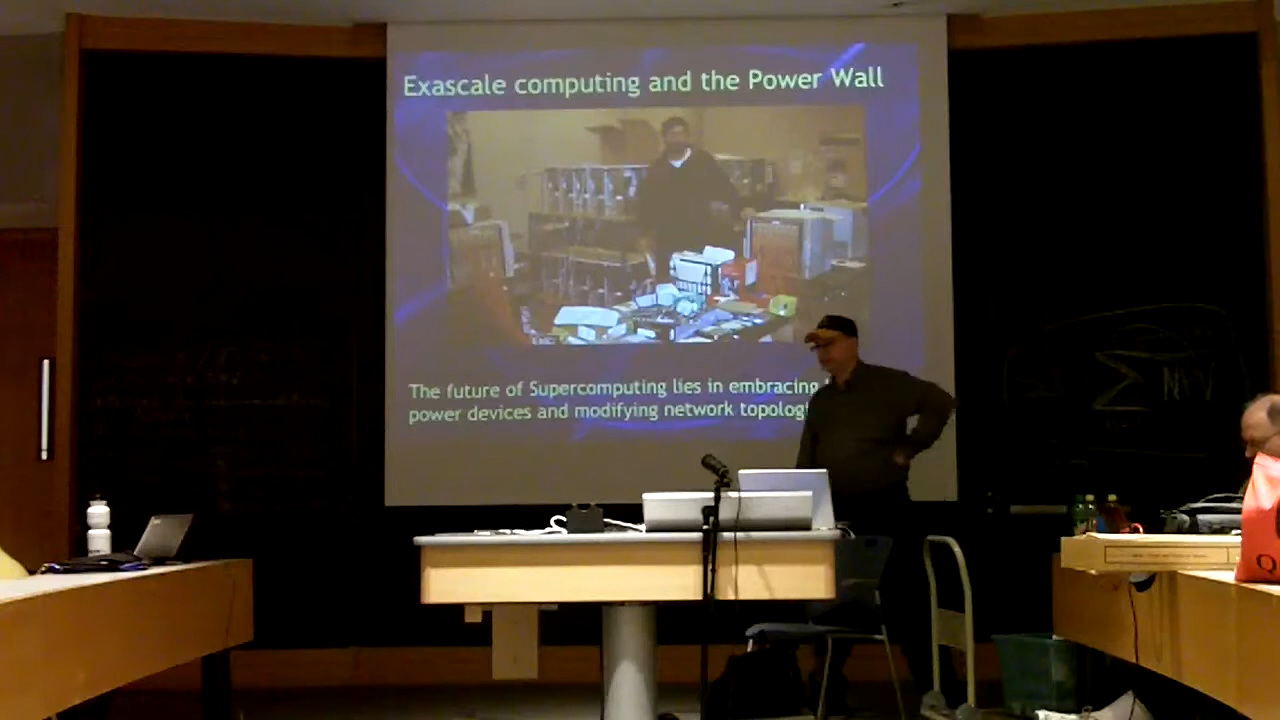 Exascale computing and the Power Wall
The future of Supercomputing lies in embracing
power devices and modifying network
Q